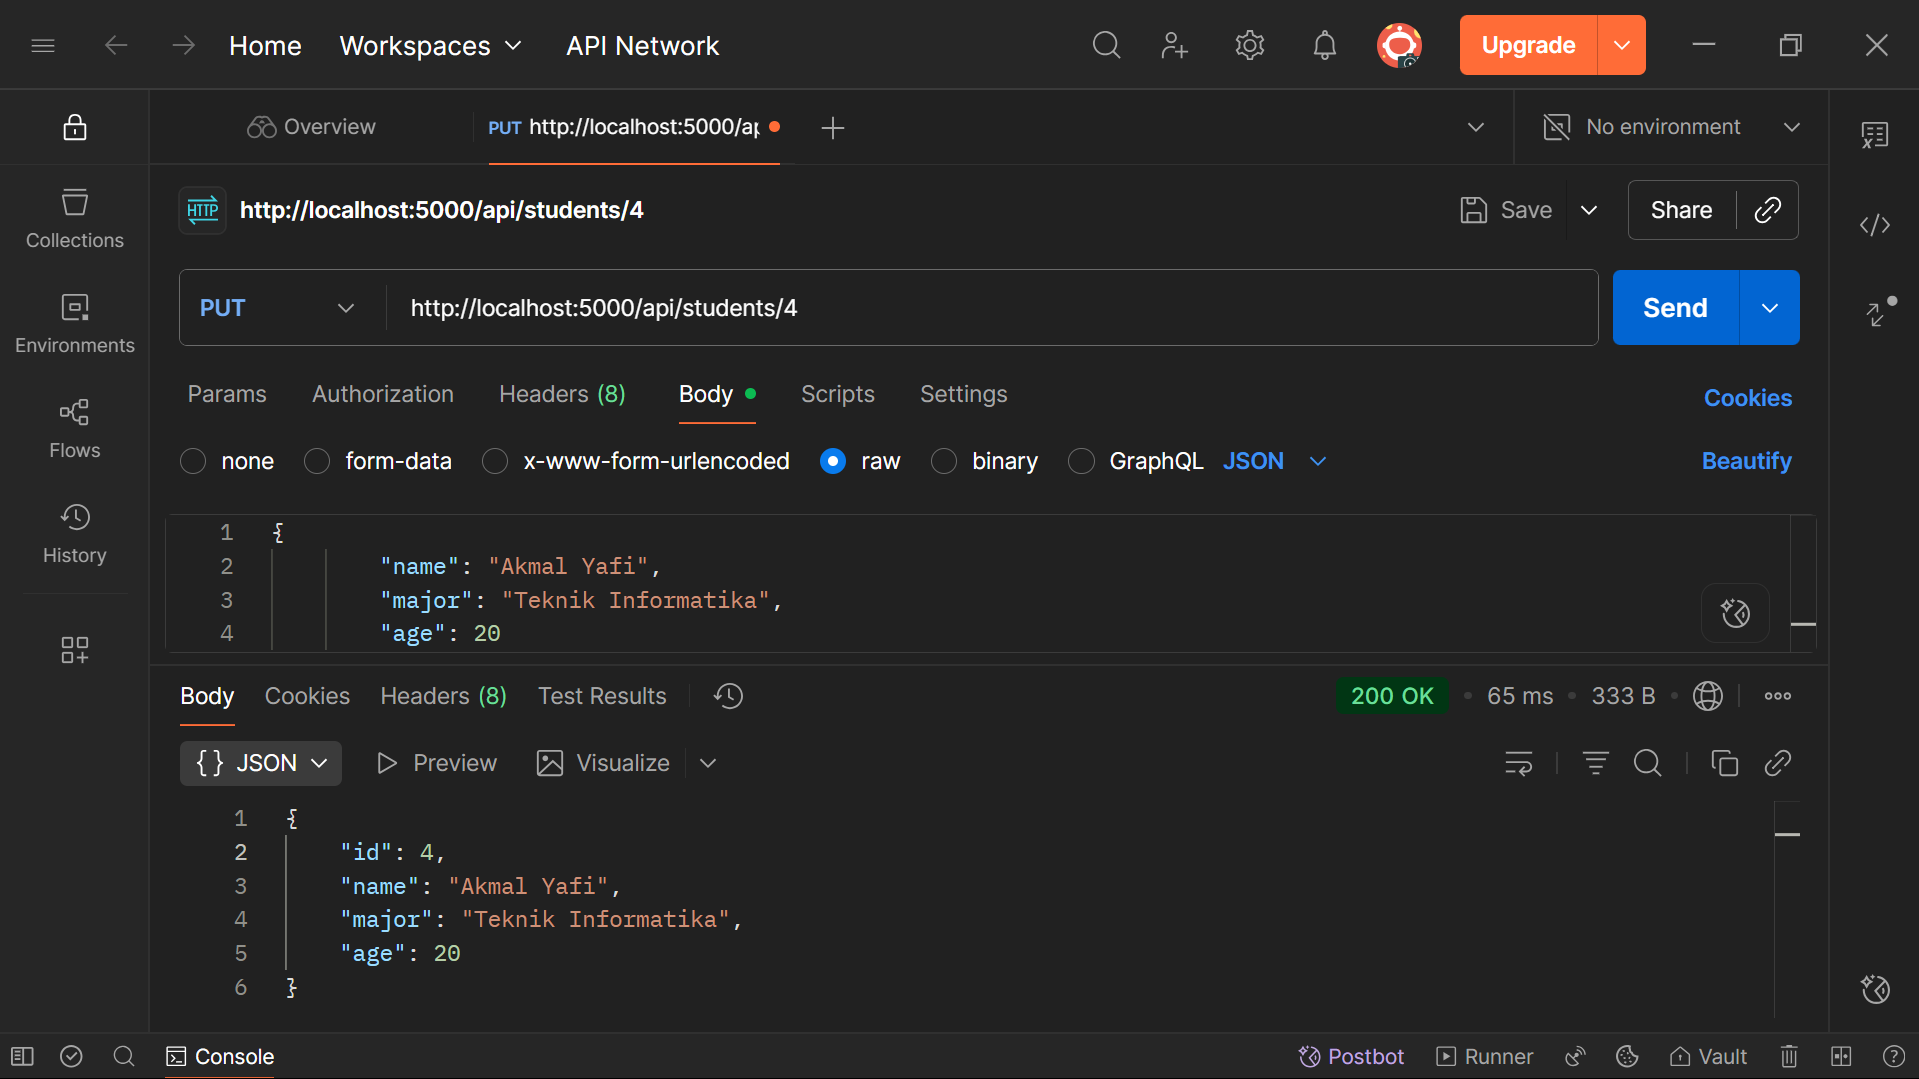 Home Workspaces API Network Upgrade
Overview PUT http://localhost:5000/ap No environment
HTTP http://localhost:5000/api/students/4 Save Share
PUT http://localhost:5000/api/students/4 Send
Params Authorization Headers (8) Body Scripts Settings Cookies
none form-data x-www-form-urlencoded raw binary GraphQL JSON Beautify
Collections
Environments
Flows
History
1 {
2 "name": "Akmal Yafi",
3 "major": "Teknik Informatika",
4 "age": 20
Body Cookies Headers (8) Test Results 200 OK 65 ms 333 B
{} JSON Preview Visualize
1 {
2 "id": 4,
3 "name": "Akmal Yafi",
4 "major": "Teknik Informatika",
5 "age": 20
6 }
Console Postbot Runner Vault